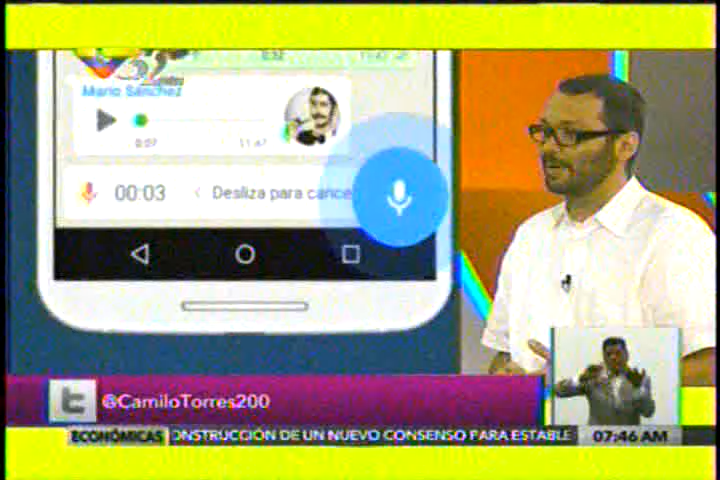 Mario Sánchez
0:07 11:47
00:03 < Desliza para cance
@CamiloTorres200
ECONÓMICAS ONSTRUCCIÓN DE UN NUEVO CONSENSO PARA ESTABLE 07:46 AM